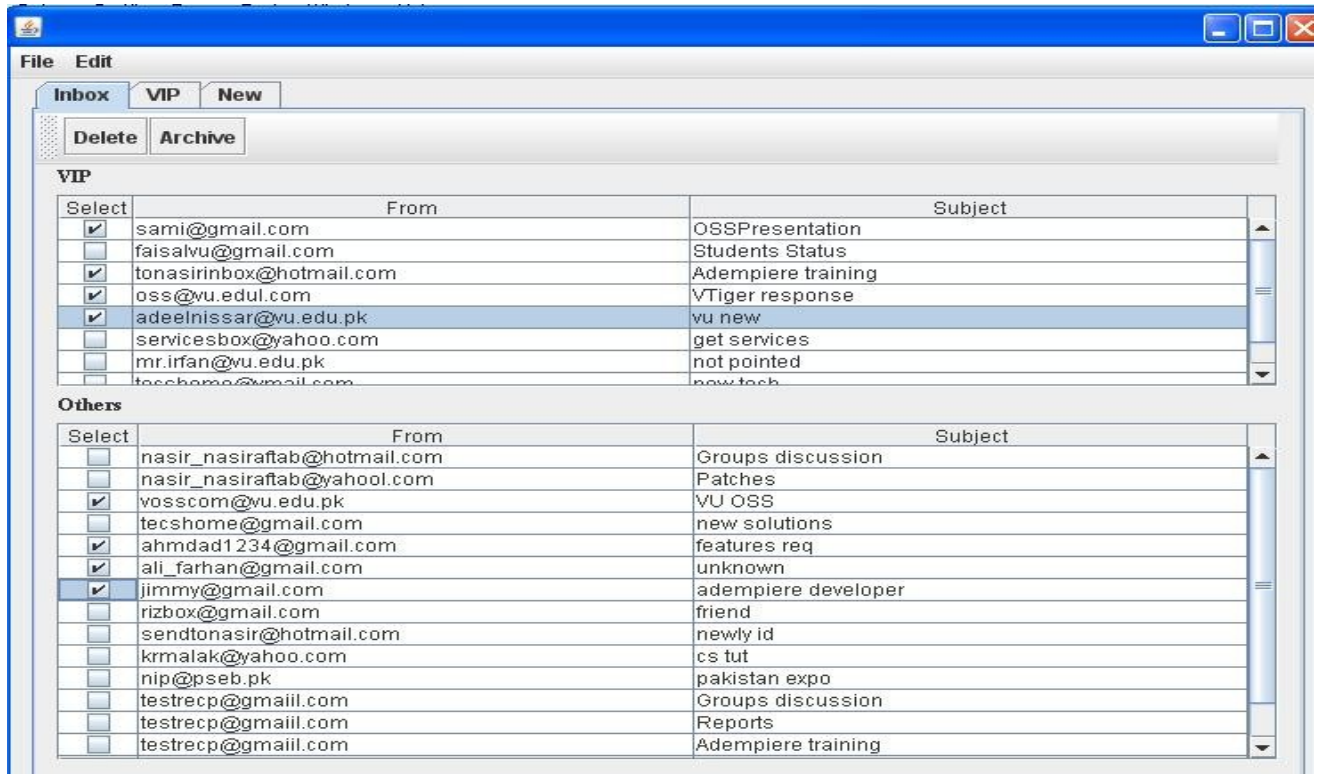 File Edit
Inbox VIP New
Delete Archive
VIP
Select From Subject
sami@gmail.com OSSPresentation
faisalvu@gmail.com Students Status
tonasirinbox@hotmail.com Adempiere training
oss@vu.edul.com VTiger response
adeelnissar@vu.edu.pk vu new
servicesbox@yahoo.com get services
mr.irfan@vu.edu.pk not pointed
new tech
Others
Select From Subject
nasir_nasiraftab@hotmail.com Groups discussion
nasir_nasiraftab@yahool.com Patches
vosscom@vu.edu.pk VU OSS
tecshome@gmail.com new solutions
ahmdad1234@gmail.com features req
ali_farhan@gmail.com unknown
jimmy@gmail.com adempiere developer
rizbox@gmail.com friend
sendtonasir@hotmail.com newly id
krmalak@yahoo.com cs tut
nip@pseb.pk pakistan expo
testrecp@gmaiil.com Groups discussion
testrecp@gmaiil.com Reports
testrecp@gmaiil.com Adempiere training